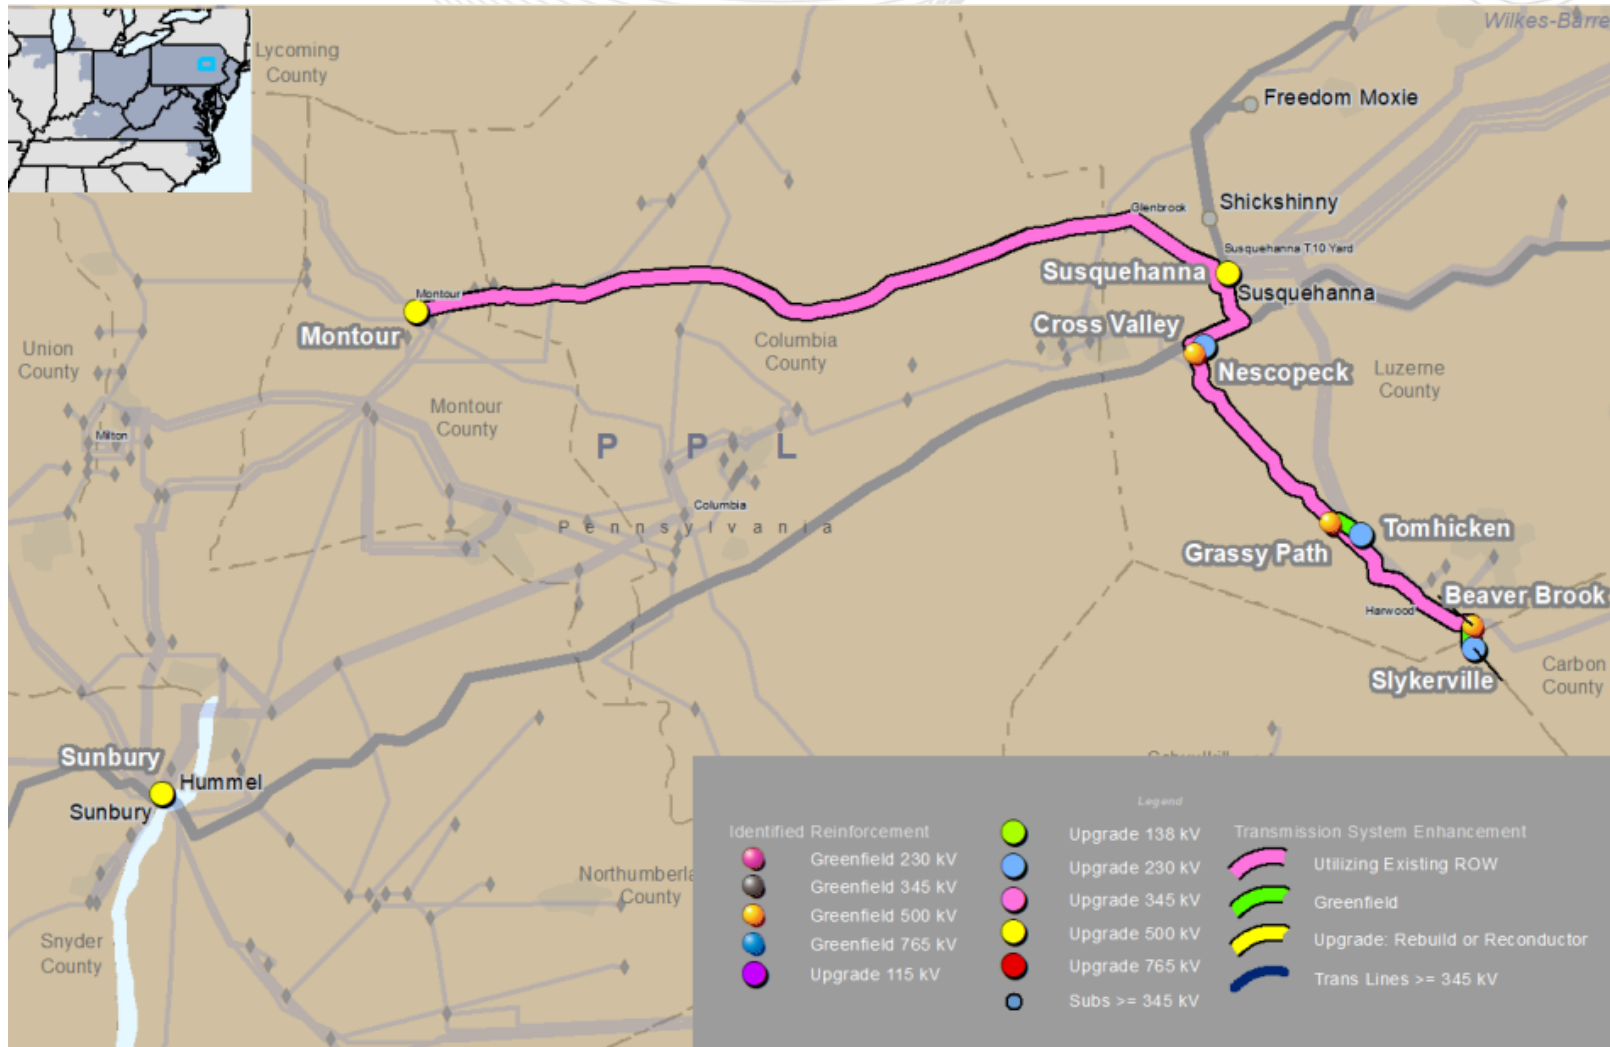 Wilkes-Barre
Lycoming
County
Freedom Moxie
Shickshinny
Glenbrook
Susquehanna T10 Yard
Susquehanna
Susquehanna
Montour
Montour
Cross Valley
Nescopeck
Union
County
Columbia
County
Luzerne
County
Montour
County
Milton
P P L
Columbia
Pennsylvania
Tomhicken
Grassy Path
Beaver Brook
Harwood
Slykerville
Carbon
County
Sunbury
Hummel
Sunbury
Northumberla
County
Snyder
County
Legend
Identified Reinforcement
Greenfield 230 kV
Greenfield 345 kV
Greenfield 500 kV
Greenfield 765 kV
Upgrade 115 kV
Upgrade 138 kV
Upgrade 230 kV
Upgrade 345 kV
Upgrade 500 kV
Upgrade 765 kV
Subs >= 345 kV
Transmission System Enhancement
Utilizing Existing ROW
Greenfield
Upgrade: Rebuild or Reconductor
Trans Lines >= 345 kV